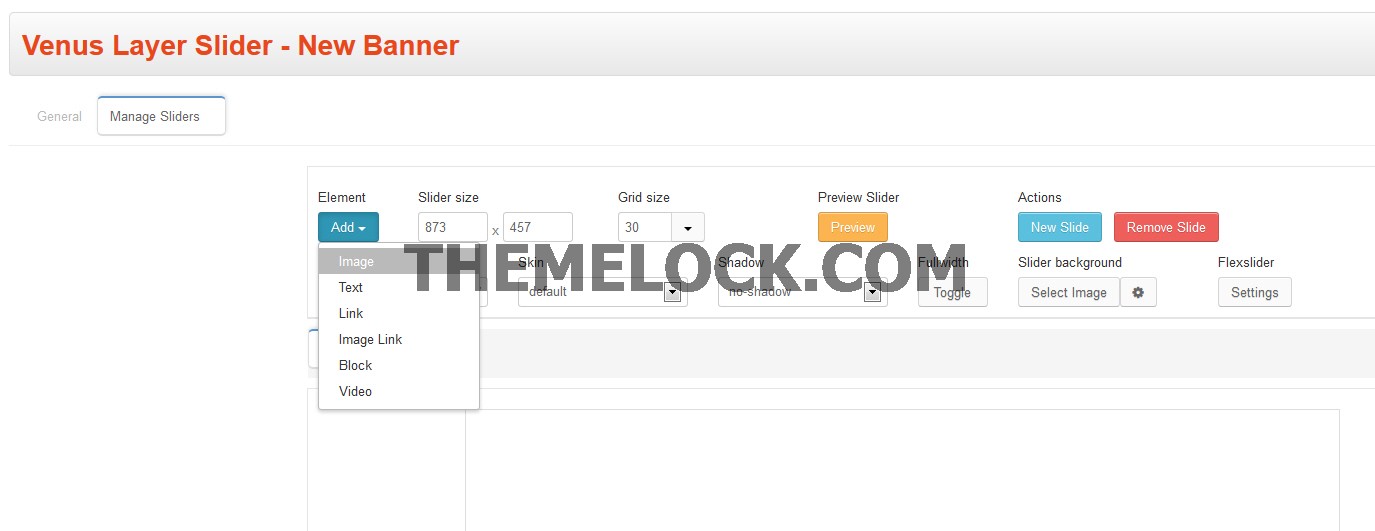 Venus Layer Slider - New Banner
General Manage Sliders
Element Slider size Grid size Preview Slider Actions
Add 873 x 457 30 Preview New Slide Remove Slide
THEMELOCK.COM
Image Skin Shadow Fullwidth Slider background Flexslider
Text default no-shadow Toggle Select Image Settings
Link
Image Link
Block
Video